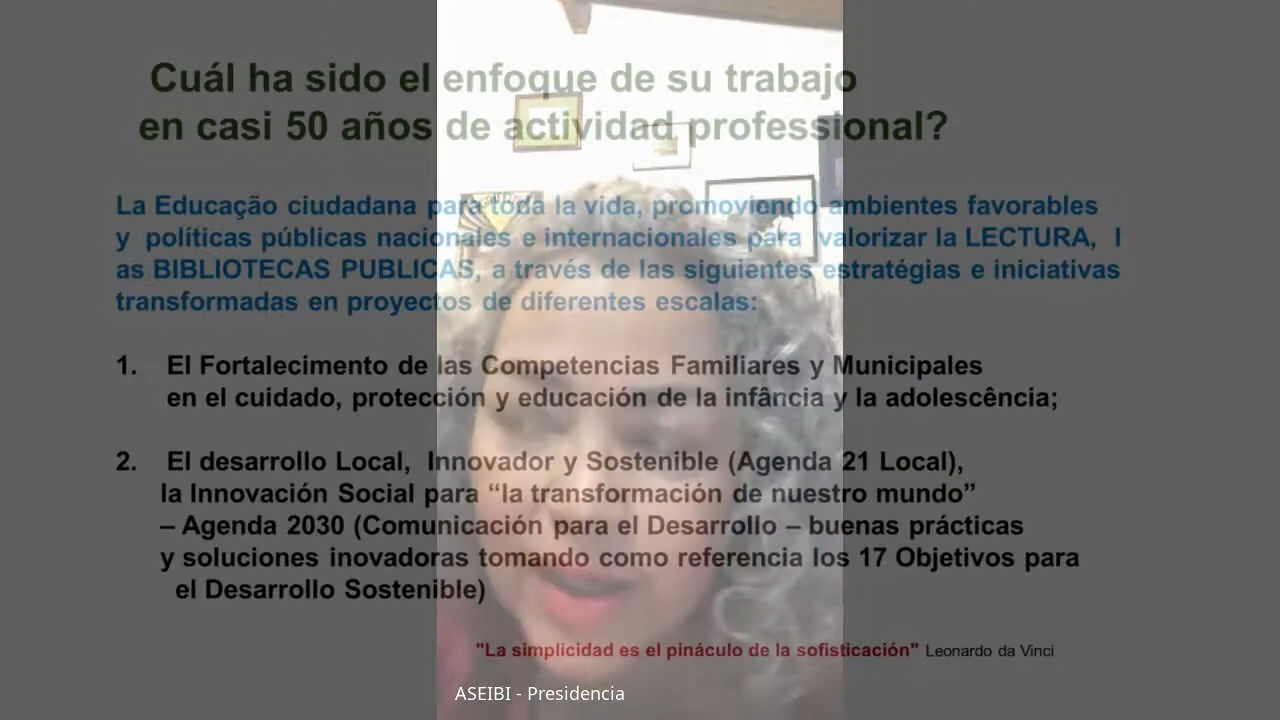 Cuál ha sido el enfoque de su trabajo
en casi 50 años de actividad professional?
La Educação ciudadana para toda la vida, promoviendo ambientes favorables
y políticas públicas nacionales e internacionales para valorizar la LECTURA, l
as BIBLIOTECAS PUBLICAS, a través de las siguientes estratégias e iniciativas
transformadas en proyectos de diferentes escalas:
1. El Fortalecimento de las Competencias Familiares y Municipales
en el cuidado, protección y educación de la infância y la adolescência;
2. El desarrollo Local, Innovador y Sostenible (Agenda 21 Local),
la Innovación Social para “la transformación de nuestro mundo”
– Agenda 2030 (Comunicación para el Desarrollo – buenas prácticas
y soluciones inovadoras tomando como referencia los 17 Objetivos para
el Desarrollo Sostenible)
"La simplicidad es el pináculo de la sofisticación" Leonardo da Vinci
ASEIBI - Presidencia